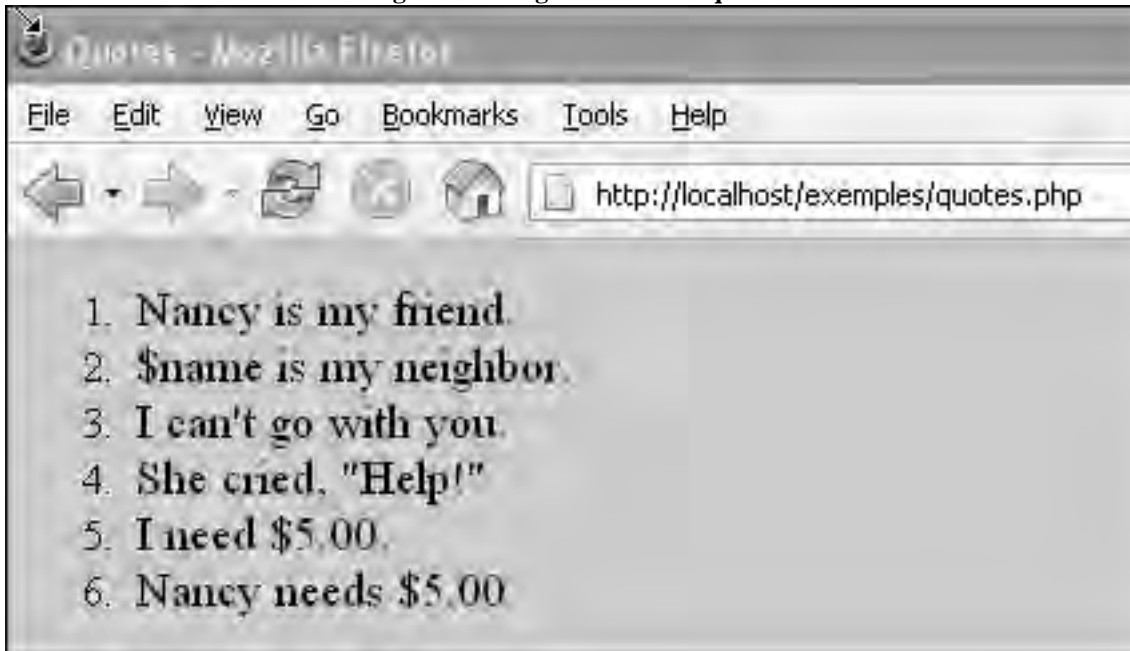 Quotes - Mozilla Firefox
File Edit View Go Bookmarks Tools Help
http://localhost/exemples/quotes.php
1. Nancy is my friend.
2. $name is my neighbor.
3. I can't go with you.
4. She cried, "Help!"
5. I need $5.00.
6. Nancy needs $5.00